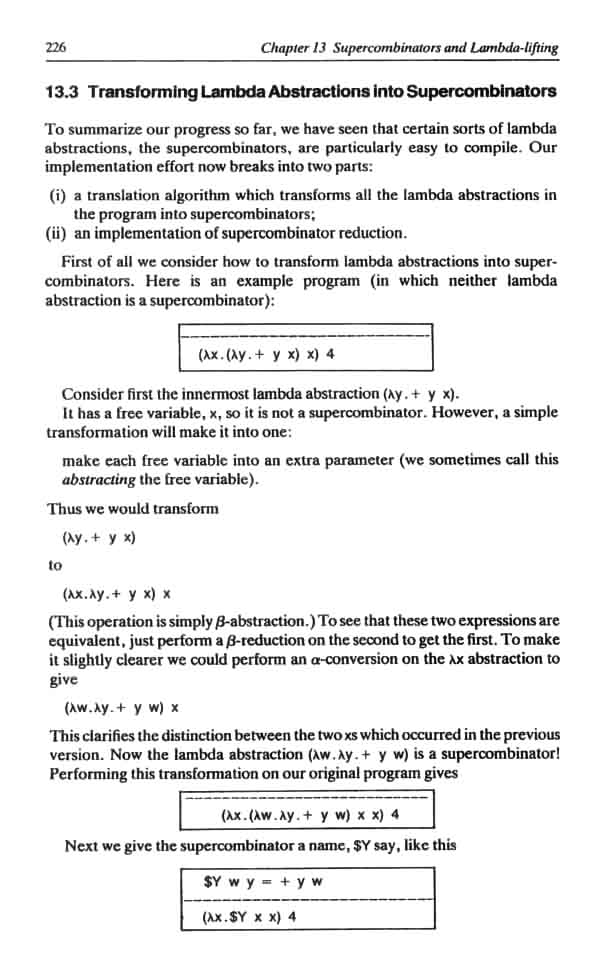 226 Chapter 13 Supercombinators and Lambda-lifting
13.3 Transforming Lambda Abstractions into Supercombinators
To summarize our progress so far, we have seen that certain sorts of lambda
abstractions, the supercombinators, are particularly easy to compile. Our
implementation effort now breaks into two parts:
(i) a translation algorithm which transforms all the lambda abstractions in
the program into supercombinators;
(ii) an implementation of supercombinator reduction.
First of all we consider how to transform lambda abstractions into super-
combinators. Here is an example program (in which neither lambda
abstraction is a supercombinator):
(λx.(λy.+ y x) x) 4
Consider first the innermost lambda abstraction (λy.+ y x).
It has a free variable, x, so it is not a supercombinator. However, a simple
transformation will make it into one:
make each free variable into an extra parameter (we sometimes call this
abstracting the free variable).
Thus we would transform
(λy.+ y x)
to
(λx.λy.+ y x) x
(This operation is simply β-abstraction.) To see that these two expressions are
equivalent, just perform a β-reduction on the second to get the first. To make
it slightly clearer we could perform an α-conversion on the λx abstraction to
give
(λw.λy.+ y w) x
This clarifies the distinction between the two xs which occurred in the previous
version. Now the lambda abstraction (λw.λy.+ y w) is a supercombinator!
Performing this transformation on our original program gives
(λx.(λw.λy.+ y w) x x) 4
Next we give the supercombinator a name, $Y say, like this
$Y w y = + y w
(λx.$Y x x) 4